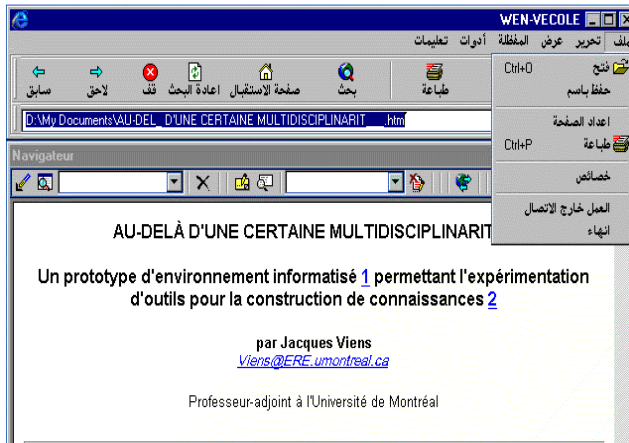 WEN-VECOLE
ملف تحرير عرض المفظلة أدوات تعليمات
سابق لاحق قف اعادة البحث صفحة الاستقبال بحث طباعة
D:\My Documents\AU-DEL_ D'UNE CERTAINE MULTIDISCIPLINARIT___.htm
فتح Ctrl+O
حفظ باسم
اعداد الصفحة
طباعة Ctrl+P
خصائص
العمل خارج الاتصال
انهاء
Navigateur
AU-DELÀ D'UNE CERTAINE MULTIDISCIPLINARIT
Un prototype d'environnement informatisé 1 permettant l'expérimentation
d'outils pour la construction de connaissances 2
par Jacques Viens
Viens@ERE.umontreal.ca
Professeur-adjoint à l'Université de Montréal